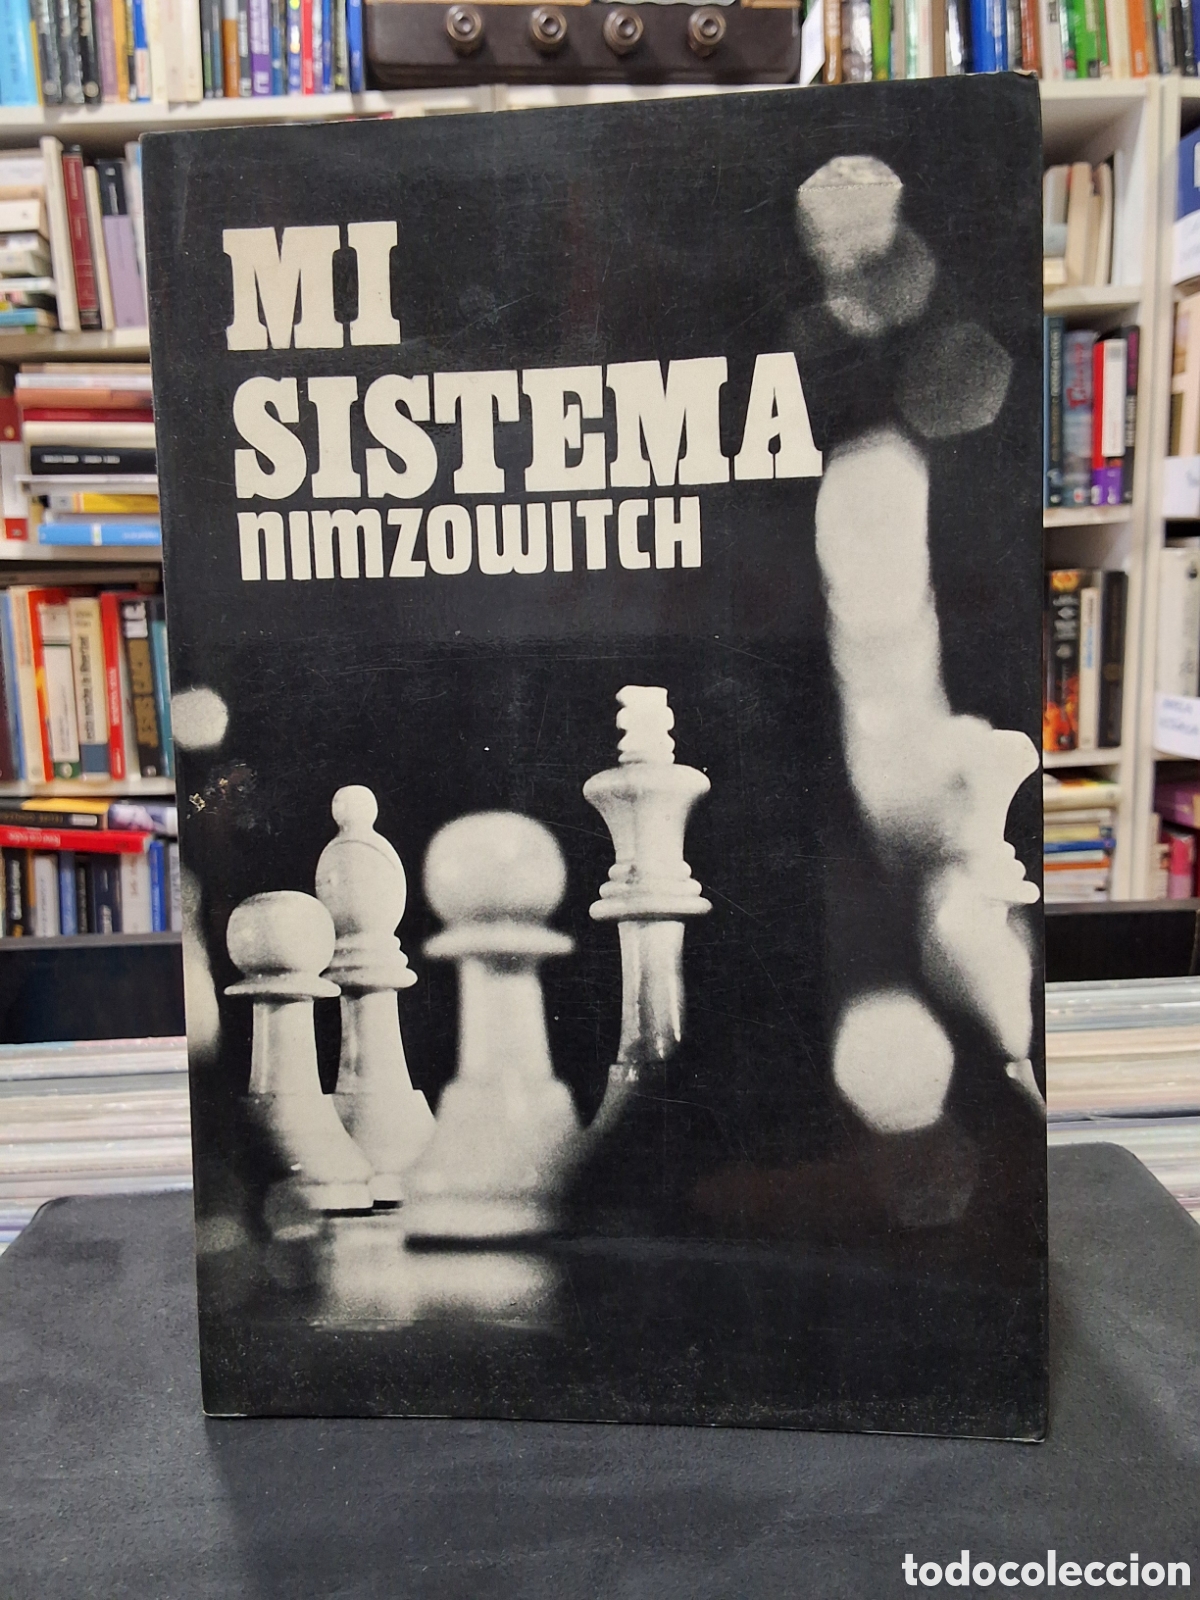 MI
SISTEMA
nimzowitch
todocoleccion